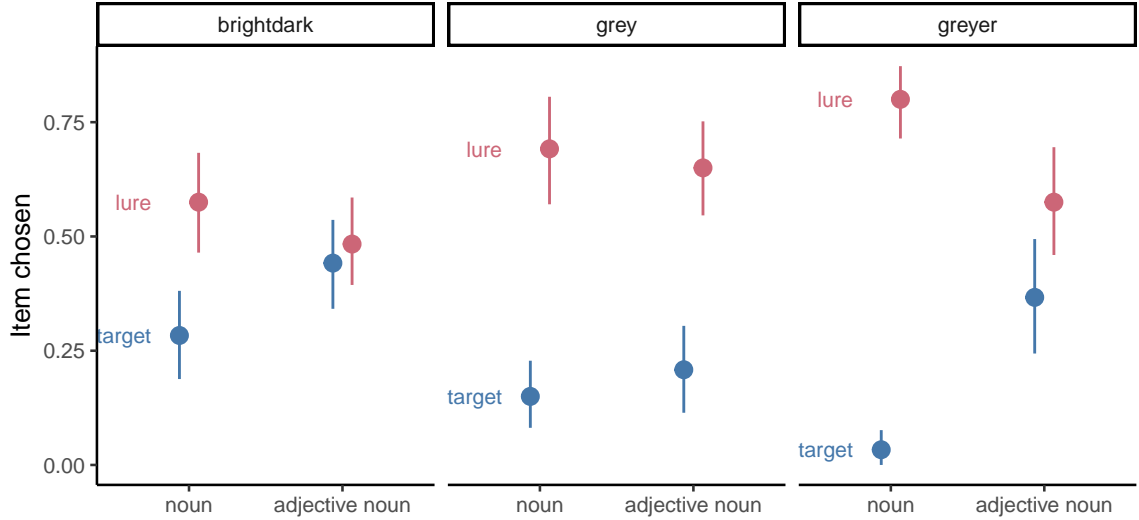 brightdark
grey
greyer
Item chosen
0.75
0.50
0.25
0.00
lure
target
lure
target
lure
target
noun
adjective noun
noun
adjective noun
noun
adjective noun